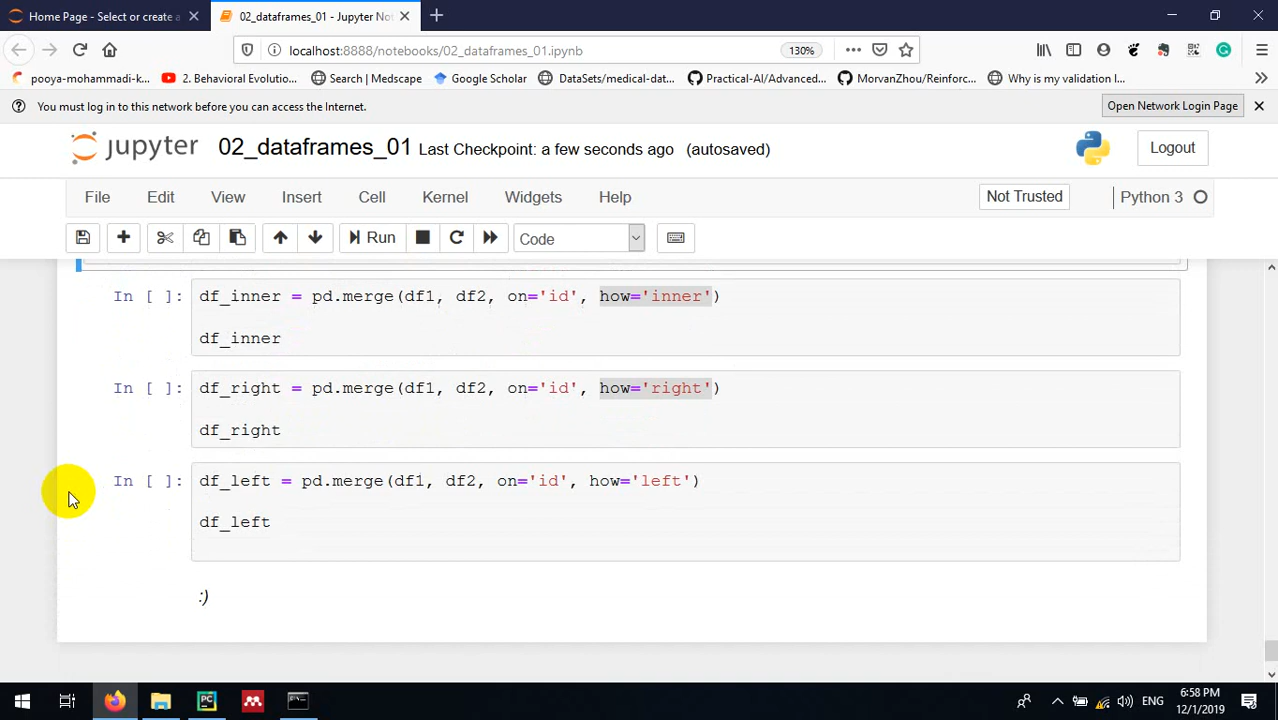 Home Page - Select or create a
02_dataframes_01 - Jupyter Not
localhost:8888/notebooks/02_dataframes_01.ipynb
130%
pooya-mohammadi-k...
2. Behavioral Evolutio...
Search | Medscape
Google Scholar
DataSets/medical-dat...
Practical-AI/Advanced...
MorvanZhou/Reinforc...
Why is my validation l...
You must log in to this network before you can access the Internet.
Open Network Login Page
jupyter
02_dataframes_01 Last Checkpoint: a few seconds ago (autosaved)
Logout
File Edit View Insert Cell Kernel Widgets Help
Not Trusted
Python 3
Run
Code
In [ ]: df_inner = pd.merge(df1, df2, on='id', how='inner')
df_inner
In [ ]: df_right = pd.merge(df1, df2, on='id', how='right')
df_right
In [ ]: df_left = pd.merge(df1, df2, on='id', how='left')
df_left
:)
PC
ENG
6:58 PM
12/1/2019